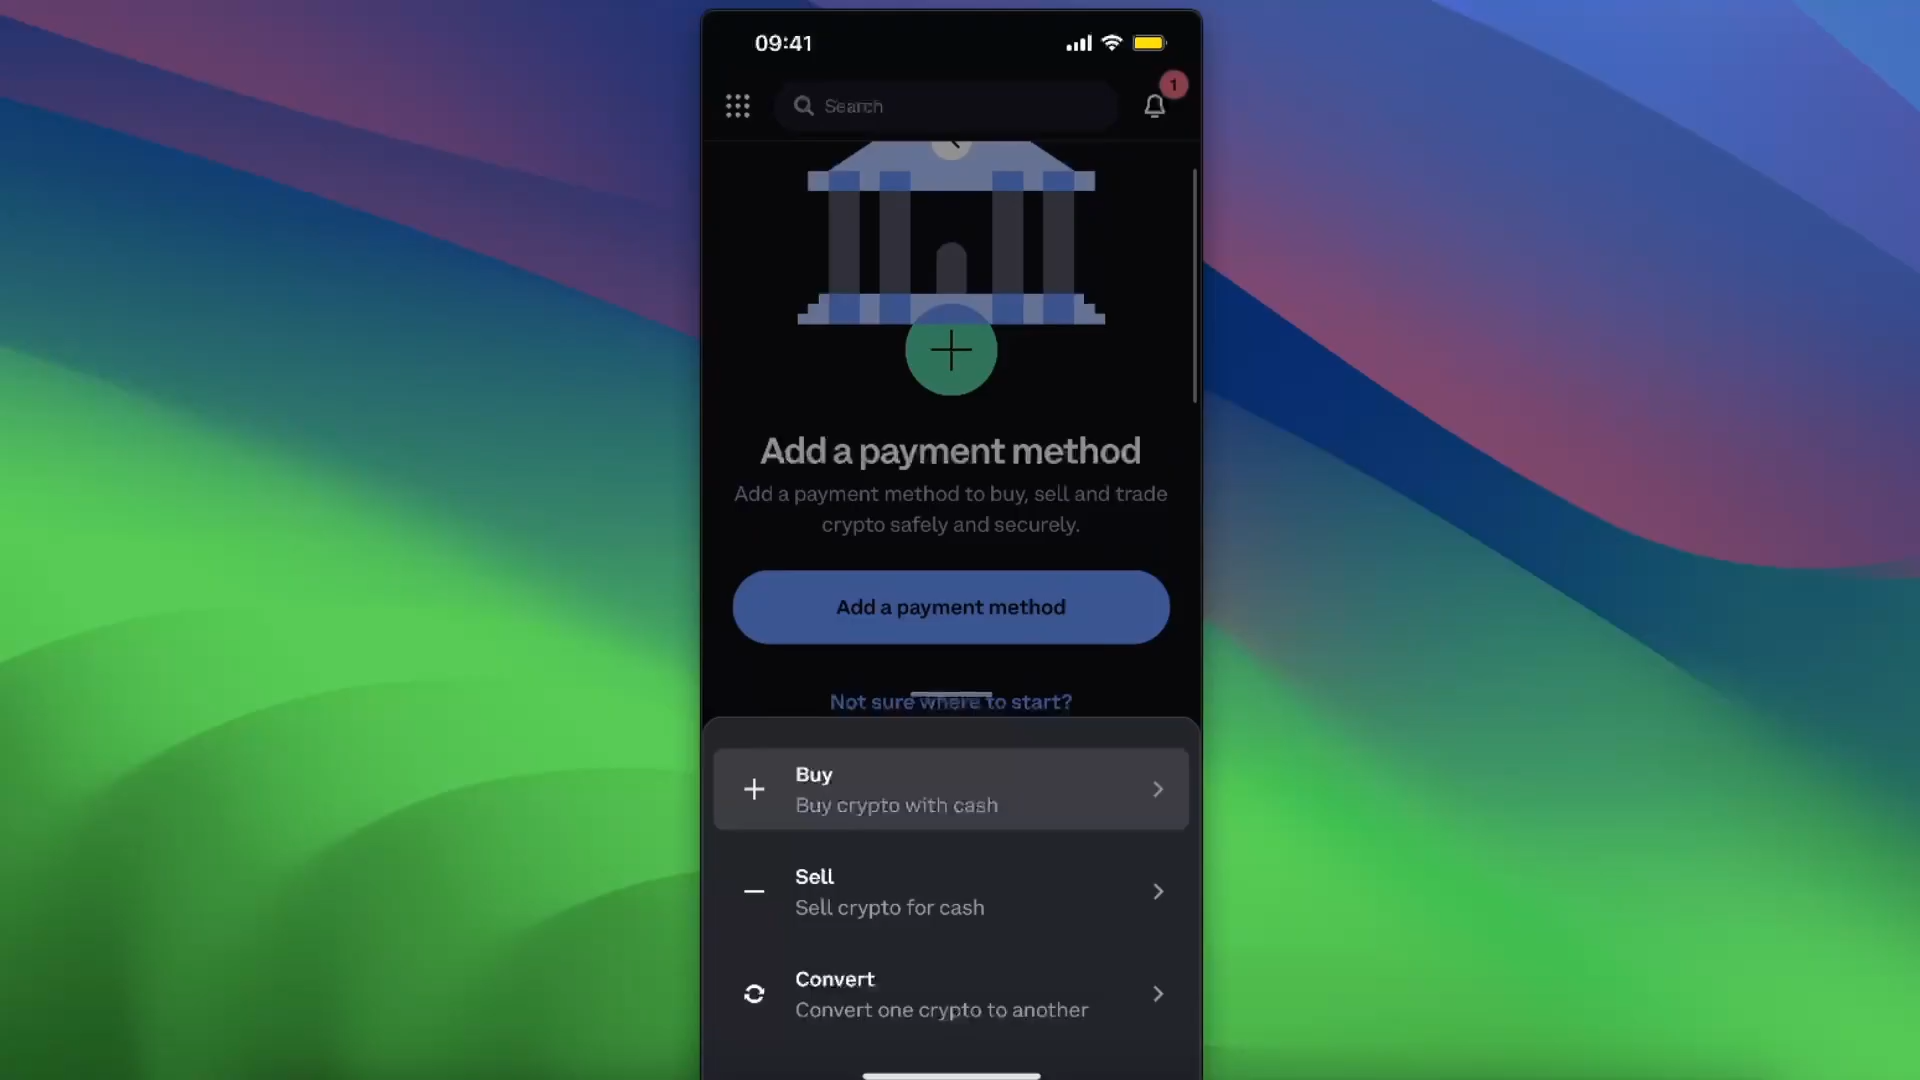 09:41
Search
1
Add a payment method
Add a payment method to buy, sell and trade
crypto safely and securely.
Add a payment method
Not sure where to start?
Buy
Buy crypto with cash
Sell
Sell crypto for cash
Convert
Convert one crypto to another